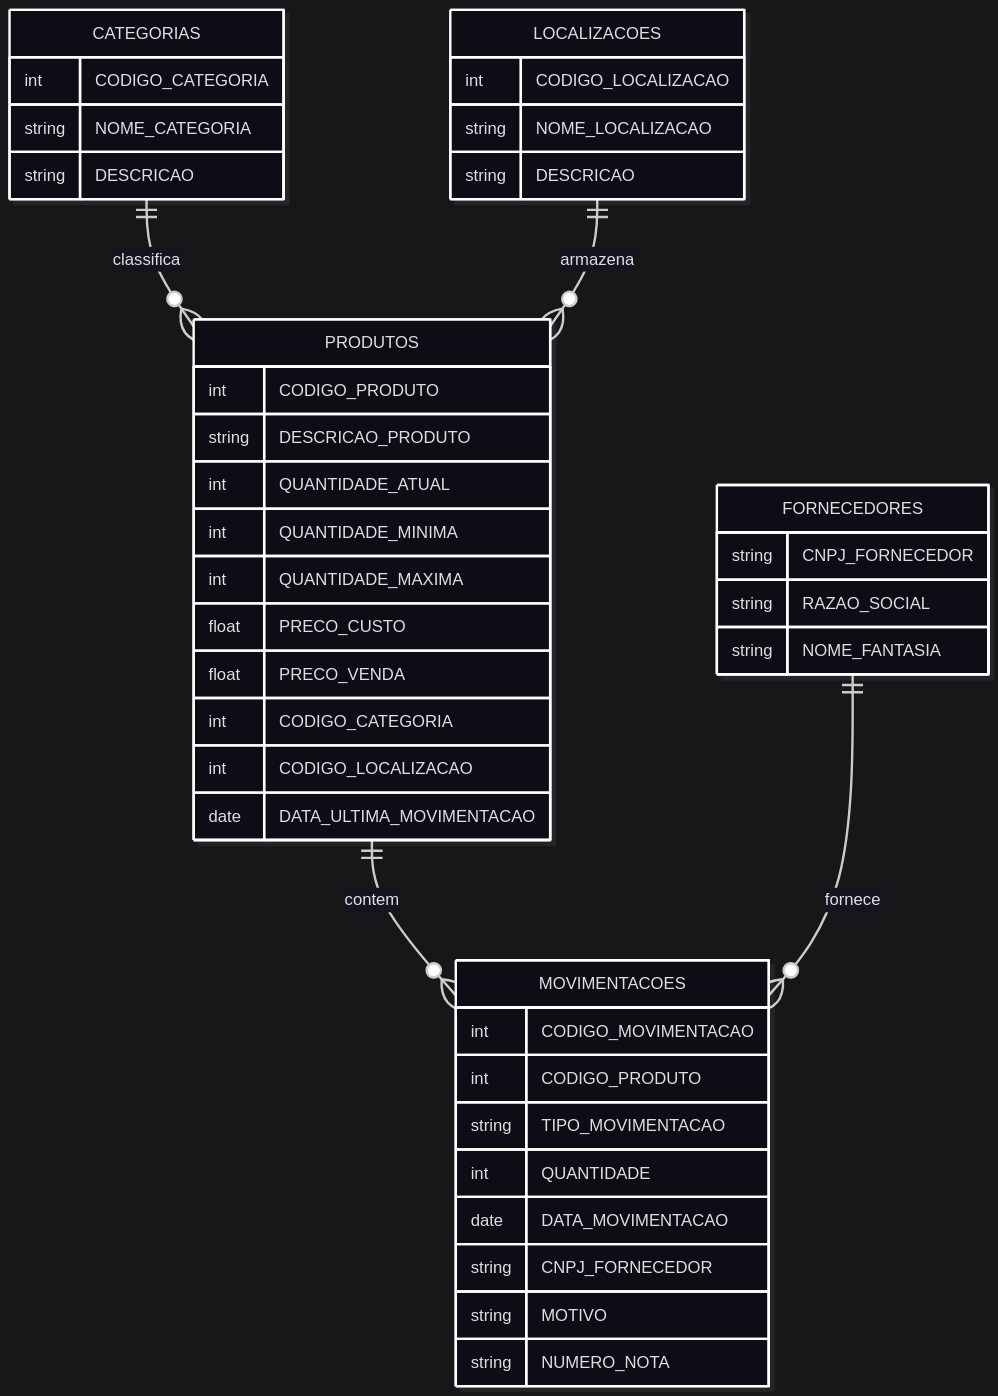 CATEGORIAS
int CODIGO_CATEGORIA
string NOME_CATEGORIA
string DESCRICAO
LOCALIZACOES
int CODIGO_LOCALIZACAO
string NOME_LOCALIZACAO
string DESCRICAO
classifica
armazena
PRODUTOS
int CODIGO_PRODUTO
string DESCRICAO_PRODUTO
int QUANTIDADE_ATUAL
int QUANTIDADE_MINIMA
int QUANTIDADE_MAXIMA
float PRECO_CUSTO
float PRECO_VENDA
int CODIGO_CATEGORIA
int CODIGO_LOCALIZACAO
date DATA_ULTIMA_MOVIMENTACAO
FORNECEDORES
string CNPJ_FORNECEDOR
string RAZAO_SOCIAL
string NOME_FANTASIA
contem
fornece
MOVIMENTACOES
int CODIGO_MOVIMENTACAO
int CODIGO_PRODUTO
string TIPO_MOVIMENTACAO
int QUANTIDADE
date DATA_MOVIMENTACAO
string CNPJ_FORNECEDOR
string MOTIVO
string NUMERO_NOTA